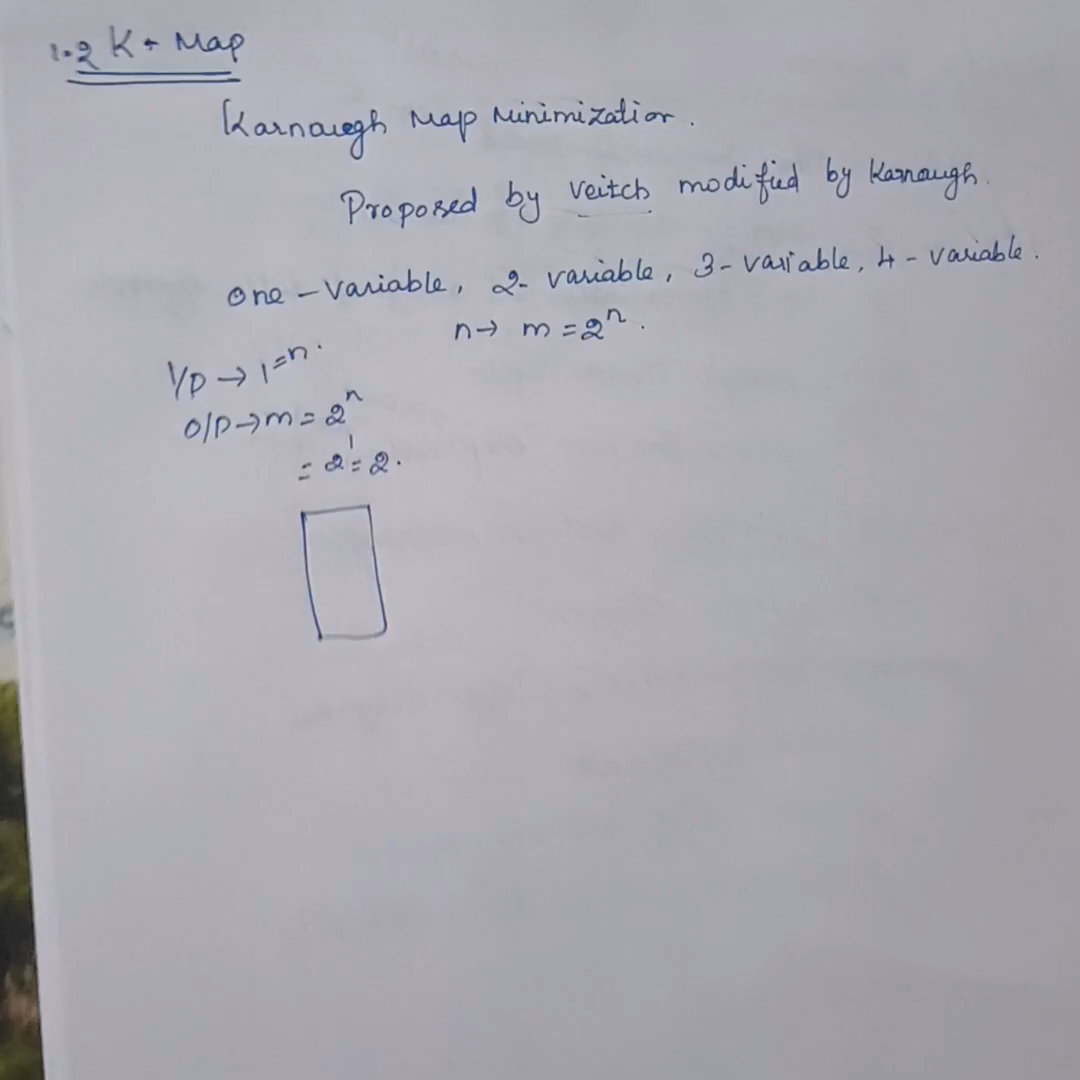 1.2 K-Map
Karnaugh Map Minimization.
Proposed by Veitch modified by Karnaugh.
one-variable, 2-variable, 3-variable, 4-variable.
n→ m=2ⁿ.
I/P → 1=n.
O/P→m=2ⁿ
=2¹=2.